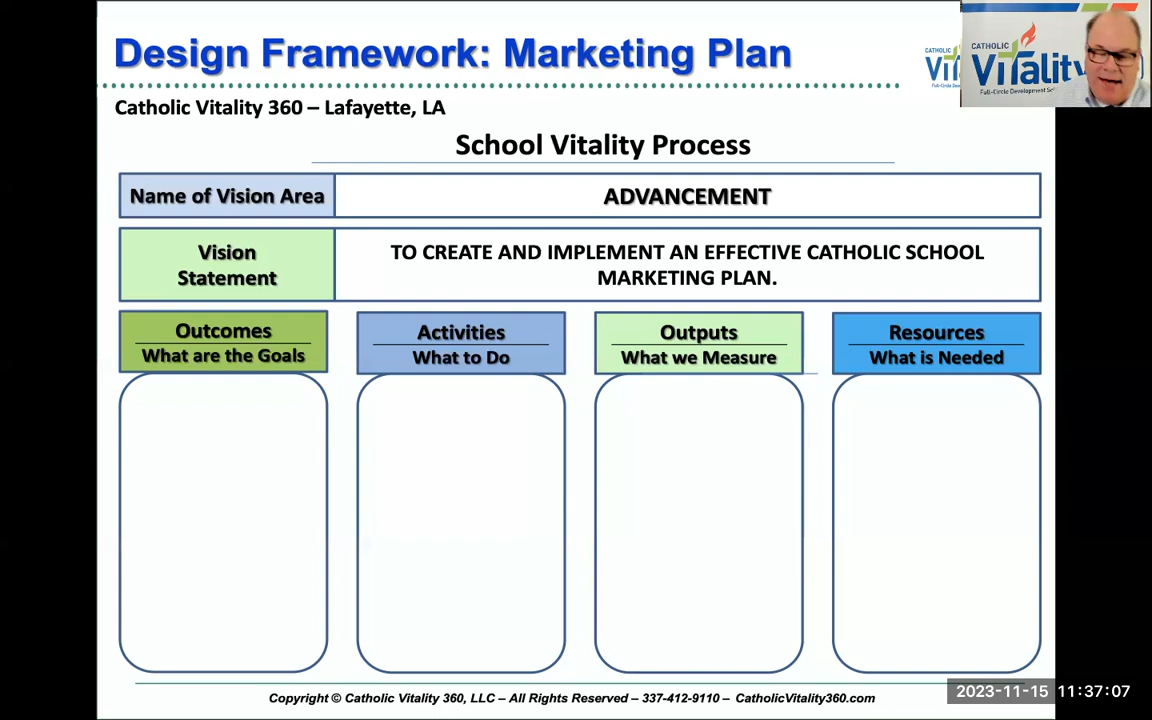 Design Framework: Marketing Plan
CATHOLIC
Vi
CATHOLIC
Vitality
Full-Circle Development
Catholic Vitality 360 – Lafayette, LA
School Vitality Process
Name of Vision Area
ADVANCEMENT
Vision
Statement
TO CREATE AND IMPLEMENT AN EFFECTIVE CATHOLIC SCHOOL
MARKETING PLAN.
Outcomes
What are the Goals
Activities
What to Do
Outputs
What we Measure
Resources
What is Needed
Copyright © Catholic Vitality 360, LLC – All Rights Reserved – 337-412-9110 – CatholicVitality360.com
2023-11-15 11:37:07